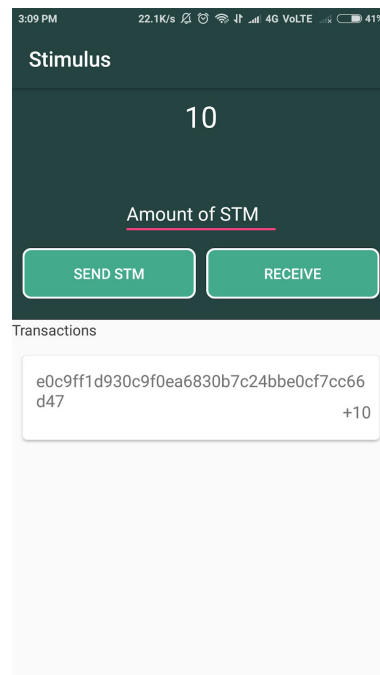 3:09 PM 22.1K/s 4G VoLTE 41%
Stimulus
10
Amount of STM
SEND STM RECEIVE
Transactions
e0c9ff1d930c9f0ea6830b7c24bbe0cf7cc66
d47
+10